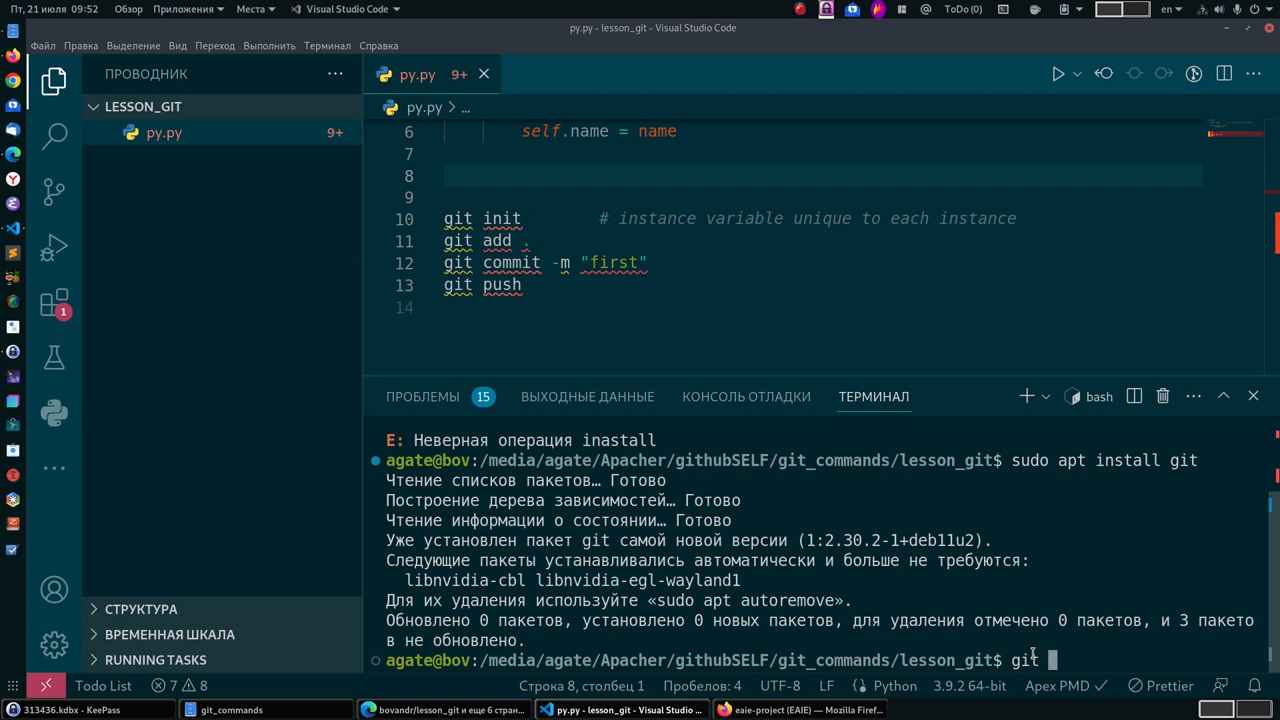 Пт, 21 июля 09:52
Обзор
Приложения
Места
Visual Studio Code
ToDo (0)
en
py.py - lesson_git - Visual Studio Code
Файл Правка Выделение Вид Переход Выполнить Терминал Справка
ПРОВОДНИК
LESSON_GIT
py.py 9+
py.py 9+
py.py > ...
6 self.name = name
7
8
9
10 git init # instance variable unique to each instance
11 git add .
12 git commit -m "first"
13 git push
14
1
ПРОБЛЕМЫ 15 ВЫХОДНЫЕ ДАННЫЕ КОНСОЛЬ ОТЛАДКИ ТЕРМИНАЛ
bash
E: Неверная операция inastall
agate@bov:/media/agate/Apacher/githubSELF/git_commands/lesson_git$ sudo apt install git
Чтение списков пакетов… Готово
Построение дерева зависимостей… Готово
Чтение информации о состоянии… Готово
Уже установлен пакет git самой новой версии (1:2.30.2-1+deb11u2).
Следующие пакеты устанавливались автоматически и больше не требуются:
libnvidia-cbl libnvidia-egl-wayland1
Для их удаления используйте «sudo apt autoremove».
Обновлено 0 пакетов, установлено 0 новых пакетов, для удаления отмечено 0 пакетов, и 3 пакето
в не обновлено.
agate@bov:/media/agate/Apacher/githubSELF/git_commands/lesson_git$ git
СТРУКТУРА
ВРЕМЕННАЯ ШКАЛА
RUNNING TASKS
Todo List 7 8 Строка 8, столбец 1 Пробелов: 4 UTF-8 LF Python 3.9.2 64-bit Apex PMD Prettier
313436.kdbx - KeePass
git_commands
bovandr/lesson_git и еще 6 стран...
py.py - lesson_git - Visual Studio ...
eaie-project (EAIE) — Mozilla Firef...